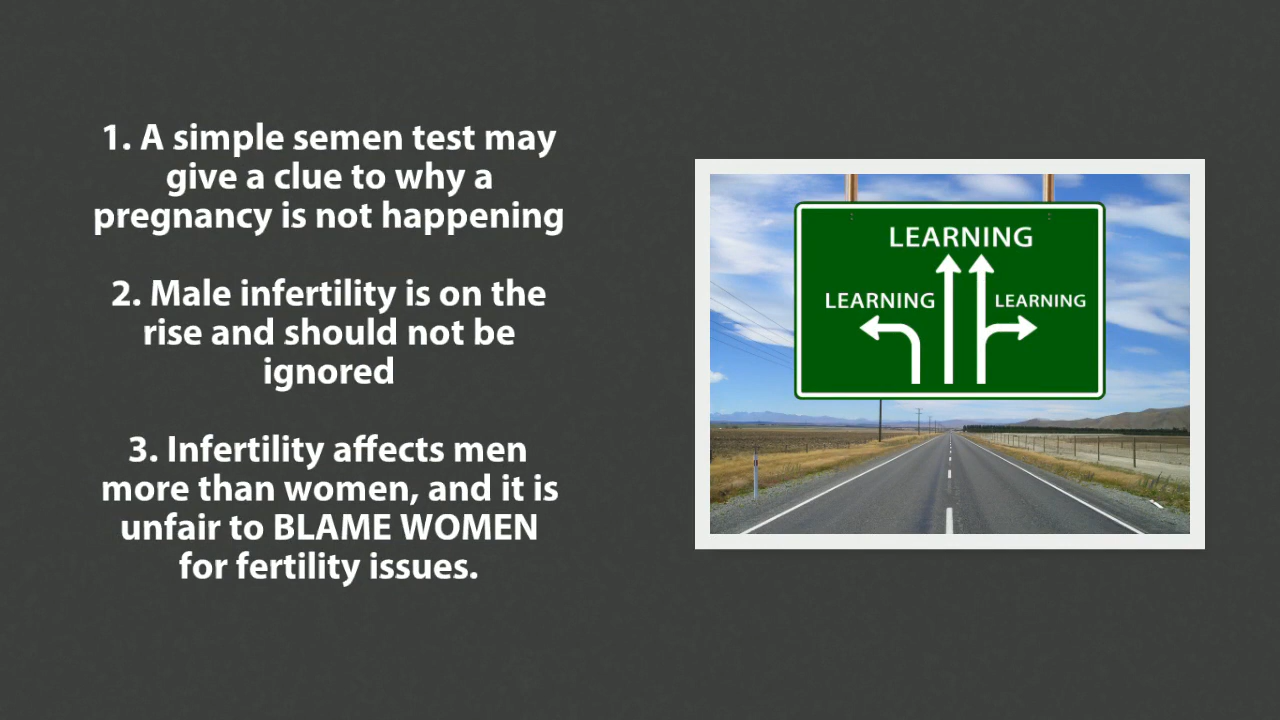 1. A simple semen test may
give a clue to why a
pregnancy is not happening
2. Male infertility is on the
rise and should not be
ignored
3. Infertility affects men
more than women, and it is
unfair to BLAME WOMEN
for fertility issues.
LEARNING
LEARNING
LEARNING